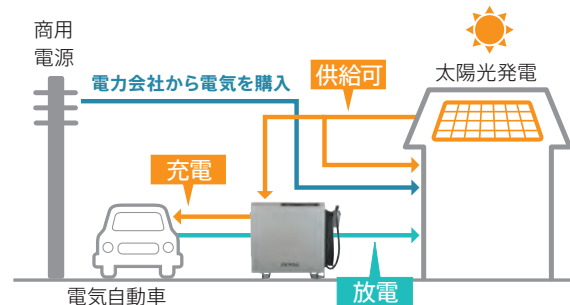 商用
電源
電力会社から電気を購入
供給可
太陽光発電
充電
放電
電気自動車